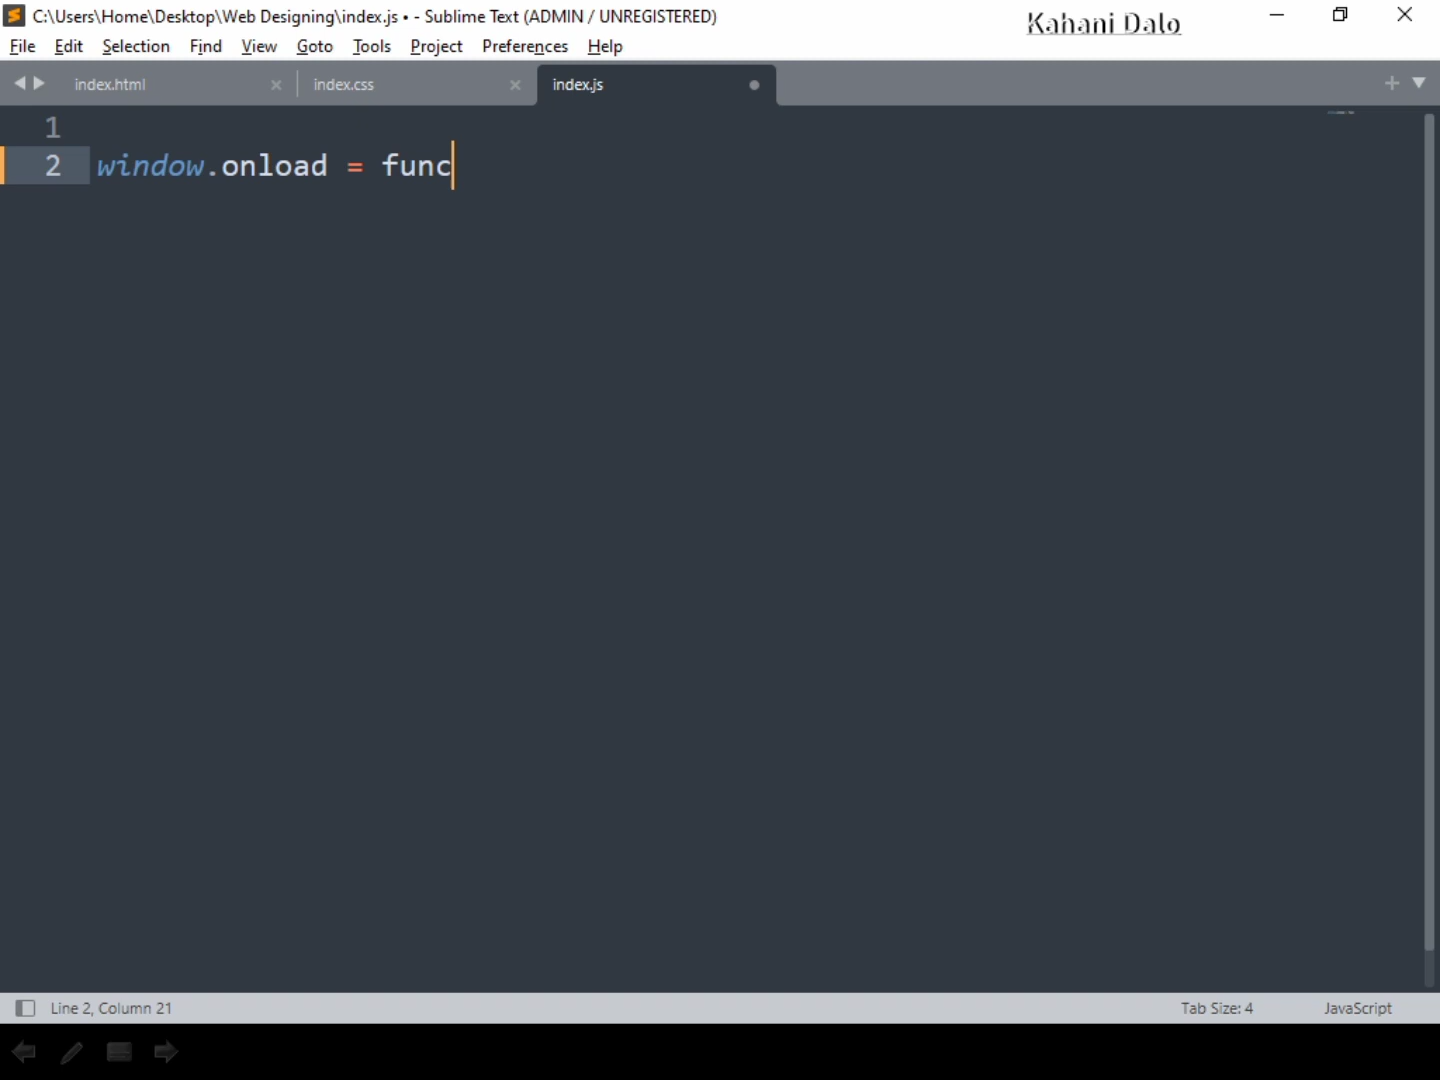 C:\Users\Home\Desktop\Web Designing\index.js • - Sublime Text (ADMIN / UNREGISTERED)
Kahani Dalo
File Edit Selection Find View Goto Tools Project Preferences Help
index.html index.css index.js
1
2 window.onload = func
Line 2, Column 21 Tab Size: 4 JavaScript